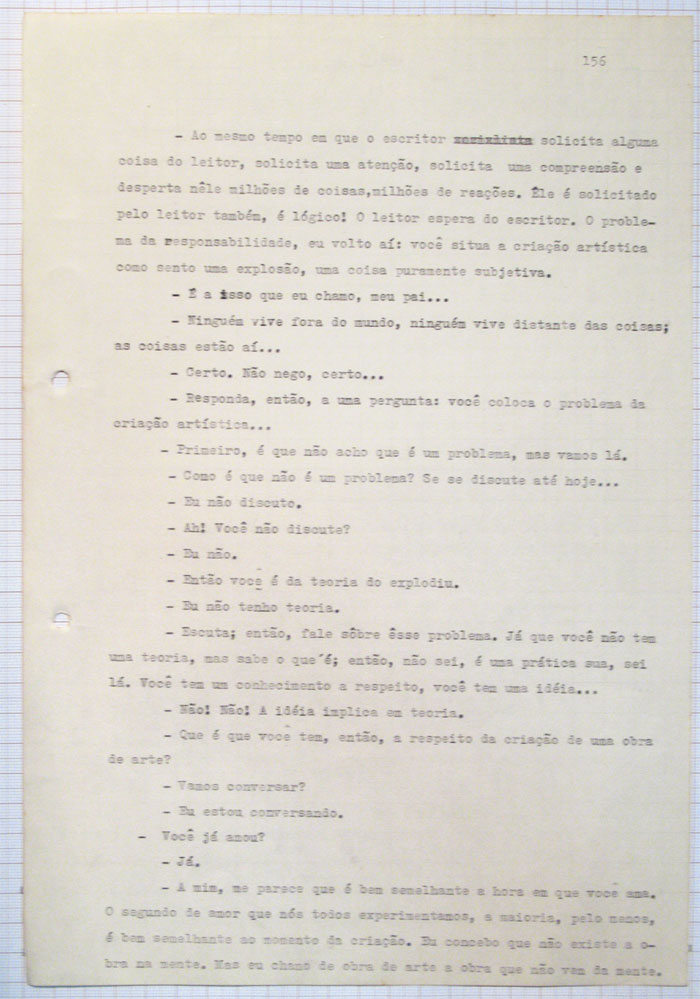 156
- Ao mesmo tempo em que o escritor solicita alguma
coisa do leitor, solicita uma atenção, solicita uma compreensão e
desperta nêle milhões de coisas,milhões de reações. Êle é solicitado
pelo leitor também, é lógico! O leitor espera do escritor. O proble-
ma da responsabilidade, eu volto aí: você situa a criação artística
como sento uma explosão, uma coisa puramente subjetiva.
- É a isso que eu chamo, meu pai...
- Ninguém vive fora do mundo, ninguém vive distante das coisas;
as coisas estão aí...
- Certo. Não nego, certo...
- Responda, então, a uma pergunta: você coloca o problema da
criação artística...
- Primeiro, é que não acho que é um problema, mas vamos lá.
- Como é que não é um problema? Se se discute até hoje...
- Eu não discuto.
- Ah! Você não discute?
- Eu não.
- Então você é da teoria do explodiu.
- Eu não tenho teoria.
- Escuta; então, fale sôbre êsse problema. Já que você não tem
uma teoria, mas sabe o que é; então, não sei, é uma prática sua, sei
lá. Você tem um conhecimento a respeito, você tem uma idéia...
- Não! Não! A idéia implica em teoria.
- Que é que você tem, então, a respeito da criação de uma obra
de arte?
- Vamos conversar?
- Eu estou conversando.
- Você já amou?
- Já.
- A mim, me parece que é bem semelhante a hora em que você ama.
O segundo de amor que nós todos experimentamos, a maioria, pelo menos,
é bem semelhante ao momento da criação. Eu concebo que não existe a o-
bra na mente. Mas eu chamo de obra de arte a obra que não vem da mente.